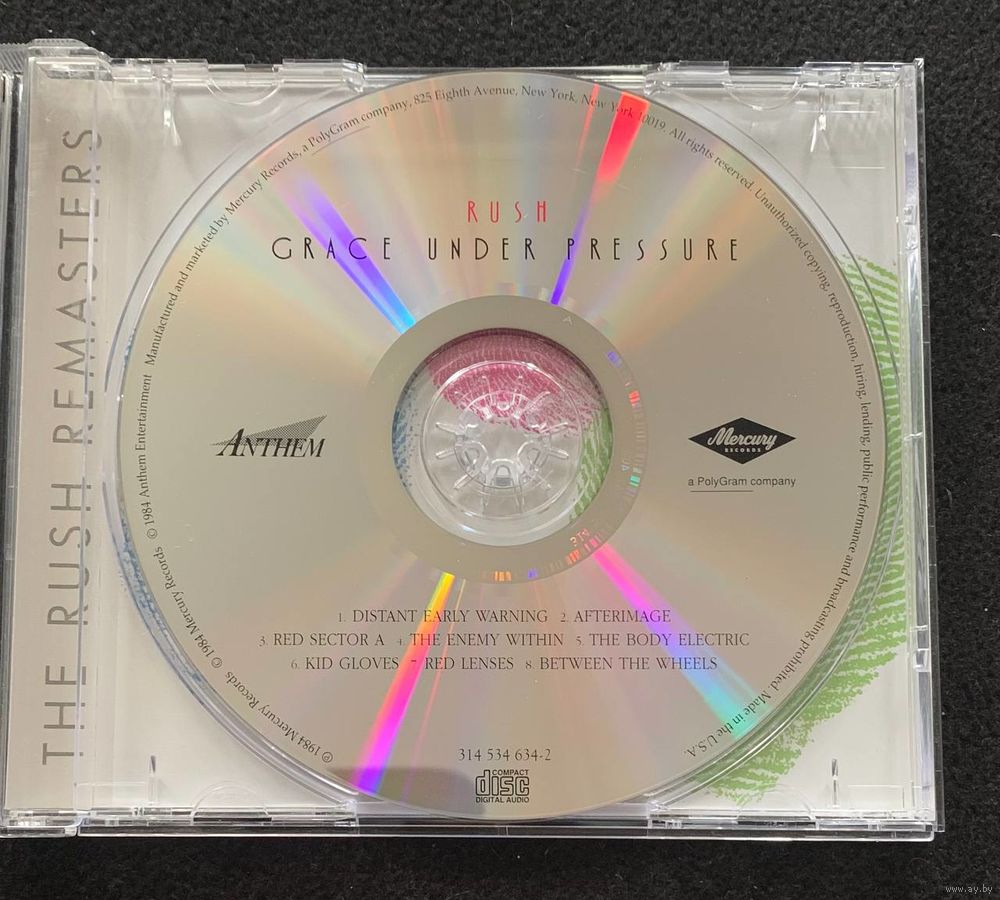 THE RUSH REMASTERS
RUSH
GRACE UNDER PRESSURE
ANTHEM
Mercury
RECORDS
a PolyGram company
1. DISTANT EARLY WARNING 2. AFTERIMAGE
3. RED SECTOR A 4. THE ENEMY WITHIN 5. THE BODY ELECTRIC
6. KID GLOVES 7 RED LENSES 8. BETWEEN THE WHEELS
314 534 634-2
COMPACT
disc
DIGITAL AUDIO
℗ 1984 Mercury Records © 1984 Mercury Records © 1984 Anthem Entertainment Manufactured and marketed by Mercury Records, a PolyGram company, 825 Eighth Avenue, New York, New York 10019. All rights reserved. Unauthorized copying, reproduction, hiring, lending, public performance and broadcasting prohibited. Made in the U.S.A.
www.ay.by